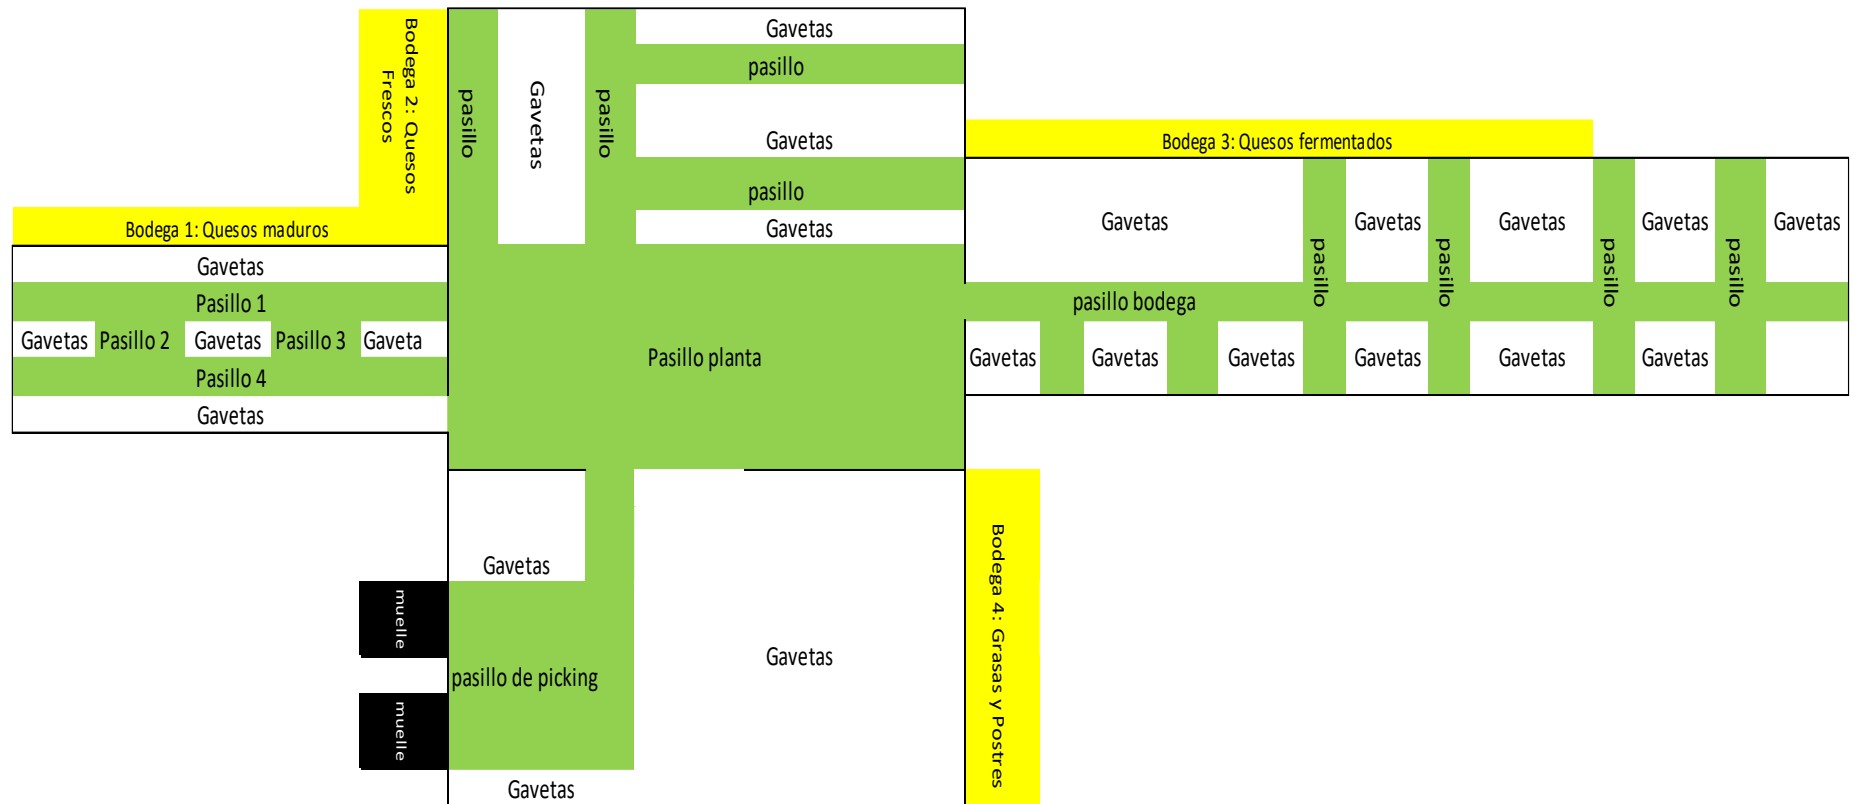 Bodega 2: Quesos
Frescos
pasillo
Gavetas
pasillo
Gavetas
pasillo
Gavetas
pasillo
Gavetas
Bodega 3: Quesos fermentados
Bodega 1: Quesos maduros
Gavetas
Pasillo 1
Gavetas Pasillo 2 Gavetas Pasillo 3 Gaveta
Pasillo 4
Gavetas
Pasillo planta
Gavetas
pasillo
Gavetas
pasillo
Gavetas
pasillo
Gavetas
pasillo
Gavetas
pasillo bodega
Gavetas
Gavetas
Gavetas
Gavetas
Gavetas
Gavetas
Gavetas
muelle
pasillo de picking
muelle
Gavetas
Gavetas
Bodega 4: Grasas y Postres